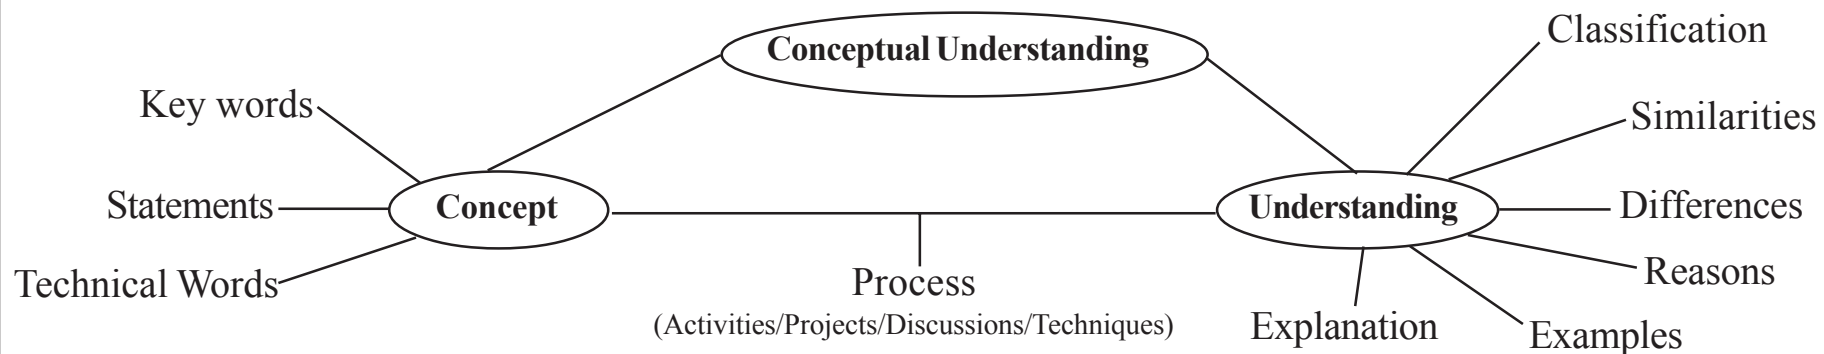 Conceptual Understanding
Classification
Key words
Similarities
Statements
Concept
Understanding
Differences
Technical Words
Process
(Activities/Projects/Discussions/Techniques)
Reasons
Explanation
Examples